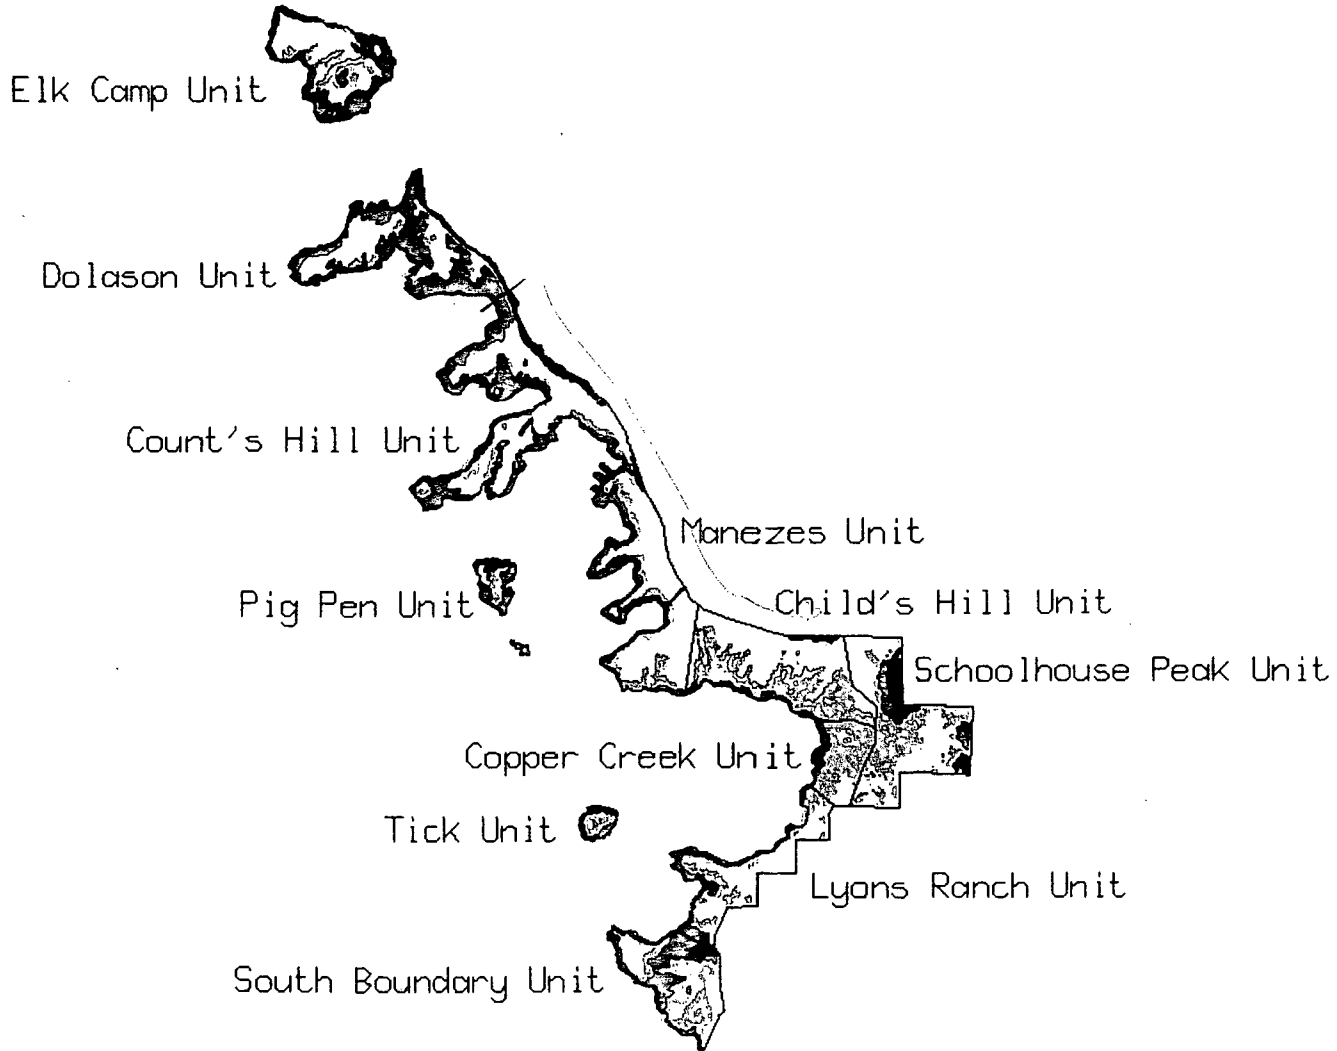 Elk Camp Unit
Dolason Unit
Count's Hill Unit
Manezes Unit
Pig Pen Unit
Child's Hill Unit
Schoolhouse Peak Unit
Copper Creek Unit
Tick Unit
Lyons Ranch Unit
South Boundary Unit